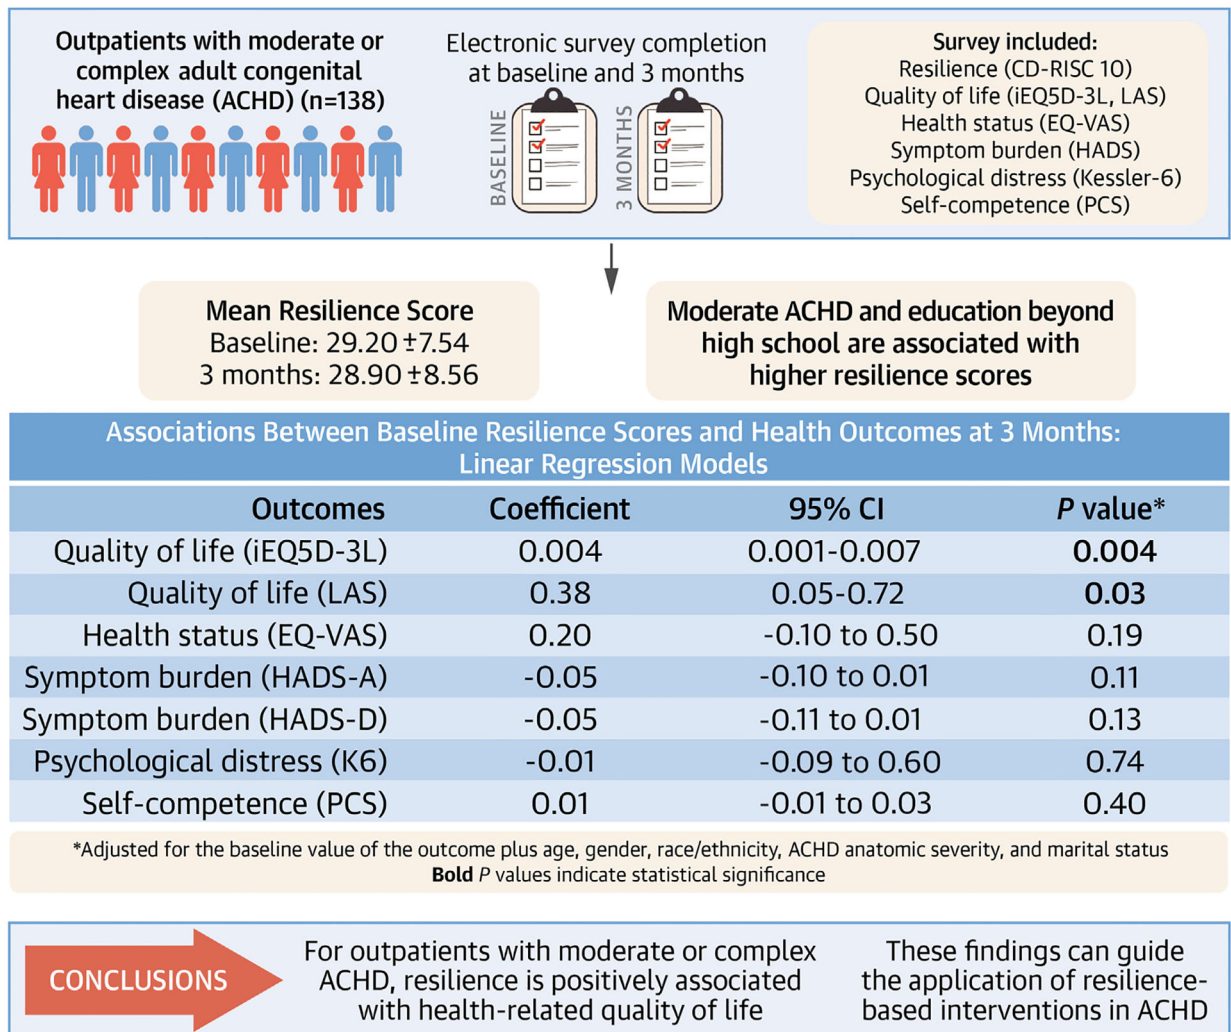 Outpatients with moderate or
complex adult congenital
heart disease (ACHD) (n=138)
Electronic survey completion
at baseline and 3 months
BASELINE
3 MONTHS
Survey included:
Resilience (CD-RISC 10)
Quality of life (iEQ5D-3L, LAS)
Health status (EQ-VAS)
Symptom burden (HADS)
Psychological distress (Kessler-6)
Self-competence (PCS)
Mean Resilience Score
Baseline: 29.20 ±7.54
3 months: 28.90 ±8.56
Moderate ACHD and education beyond
high school are associated with
higher resilience scores
Associations Between Baseline Resilience Scores and Health Outcomes at 3 Months:
Linear Regression Models
Outcomes Coefficient 95% CI P value*
Quality of life (iEQ5D-3L) 0.004 0.001-0.007 0.004
Quality of life (LAS) 0.38 0.05-0.72 0.03
Health status (EQ-VAS) 0.20 -0.10 to 0.50 0.19
Symptom burden (HADS-A) -0.05 -0.10 to 0.01 0.11
Symptom burden (HADS-D) -0.05 -0.11 to 0.01 0.13
Psychological distress (K6) -0.01 -0.09 to 0.60 0.74
Self-competence (PCS) 0.01 -0.01 to 0.03 0.40
*Adjusted for the baseline value of the outcome plus age, gender, race/ethnicity, ACHD anatomic severity, and marital status
Bold P values indicate statistical significance
CONCLUSIONS
For outpatients with moderate or complex
ACHD, resilience is positively associated
with health-related quality of life
These findings can guide
the application of resilience-
based interventions in ACHD